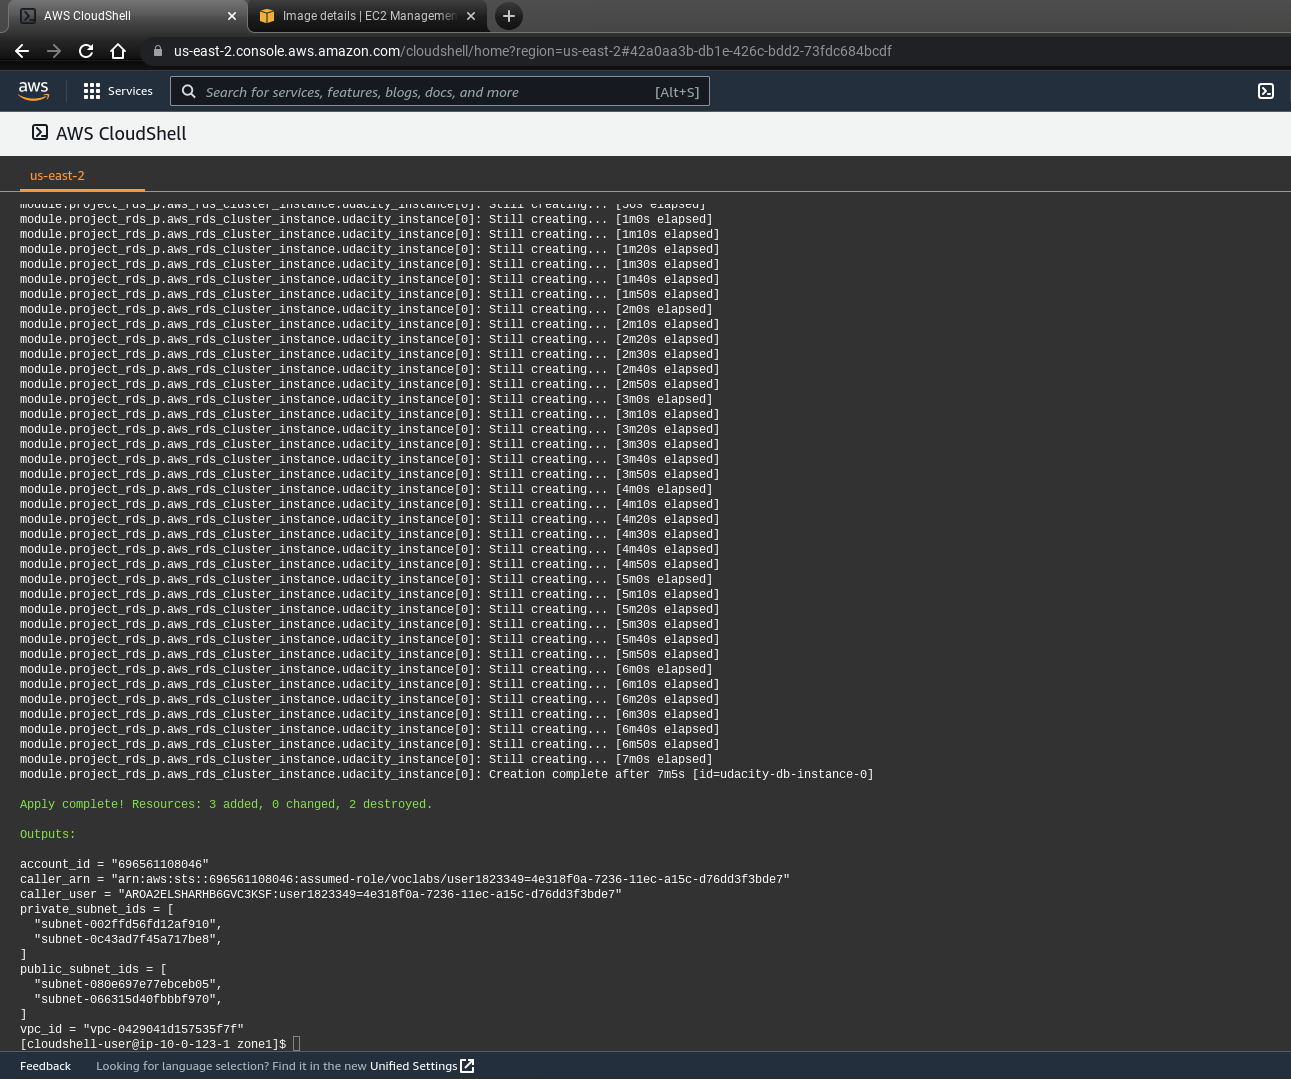 AWS CloudShell
Image details | EC2 Managemen
us-east-2.console.aws.amazon.com/cloudshell/home?region=us-east-2#42a0aa3b-db1e-426c-bdd2-73fdc684bcdf
aws
Services
Search for services, features, blogs, docs, and more [Alt+S]
AWS CloudShell
us-east-2
module.project_rds_p.aws_rds_cluster_instance.udacity_instance[0]: Still creating... [50s elapsed]
module.project_rds_p.aws_rds_cluster_instance.udacity_instance[0]: Still creating... [1m0s elapsed]
module.project_rds_p.aws_rds_cluster_instance.udacity_instance[0]: Still creating... [1m10s elapsed]
module.project_rds_p.aws_rds_cluster_instance.udacity_instance[0]: Still creating... [1m20s elapsed]
module.project_rds_p.aws_rds_cluster_instance.udacity_instance[0]: Still creating... [1m30s elapsed]
module.project_rds_p.aws_rds_cluster_instance.udacity_instance[0]: Still creating... [1m40s elapsed]
module.project_rds_p.aws_rds_cluster_instance.udacity_instance[0]: Still creating... [1m50s elapsed]
module.project_rds_p.aws_rds_cluster_instance.udacity_instance[0]: Still creating... [2m0s elapsed]
module.project_rds_p.aws_rds_cluster_instance.udacity_instance[0]: Still creating... [2m10s elapsed]
module.project_rds_p.aws_rds_cluster_instance.udacity_instance[0]: Still creating... [2m20s elapsed]
module.project_rds_p.aws_rds_cluster_instance.udacity_instance[0]: Still creating... [2m30s elapsed]
module.project_rds_p.aws_rds_cluster_instance.udacity_instance[0]: Still creating... [2m40s elapsed]
module.project_rds_p.aws_rds_cluster_instance.udacity_instance[0]: Still creating... [2m50s elapsed]
module.project_rds_p.aws_rds_cluster_instance.udacity_instance[0]: Still creating... [3m0s elapsed]
module.project_rds_p.aws_rds_cluster_instance.udacity_instance[0]: Still creating... [3m10s elapsed]
module.project_rds_p.aws_rds_cluster_instance.udacity_instance[0]: Still creating... [3m20s elapsed]
module.project_rds_p.aws_rds_cluster_instance.udacity_instance[0]: Still creating... [3m30s elapsed]
module.project_rds_p.aws_rds_cluster_instance.udacity_instance[0]: Still creating... [3m40s elapsed]
module.project_rds_p.aws_rds_cluster_instance.udacity_instance[0]: Still creating... [3m50s elapsed]
module.project_rds_p.aws_rds_cluster_instance.udacity_instance[0]: Still creating... [4m0s elapsed]
module.project_rds_p.aws_rds_cluster_instance.udacity_instance[0]: Still creating... [4m10s elapsed]
module.project_rds_p.aws_rds_cluster_instance.udacity_instance[0]: Still creating... [4m20s elapsed]
module.project_rds_p.aws_rds_cluster_instance.udacity_instance[0]: Still creating... [4m30s elapsed]
module.project_rds_p.aws_rds_cluster_instance.udacity_instance[0]: Still creating... [4m40s elapsed]
module.project_rds_p.aws_rds_cluster_instance.udacity_instance[0]: Still creating... [4m50s elapsed]
module.project_rds_p.aws_rds_cluster_instance.udacity_instance[0]: Still creating... [5m0s elapsed]
module.project_rds_p.aws_rds_cluster_instance.udacity_instance[0]: Still creating... [5m10s elapsed]
module.project_rds_p.aws_rds_cluster_instance.udacity_instance[0]: Still creating... [5m20s elapsed]
module.project_rds_p.aws_rds_cluster_instance.udacity_instance[0]: Still creating... [5m30s elapsed]
module.project_rds_p.aws_rds_cluster_instance.udacity_instance[0]: Still creating... [5m40s elapsed]
module.project_rds_p.aws_rds_cluster_instance.udacity_instance[0]: Still creating... [5m50s elapsed]
module.project_rds_p.aws_rds_cluster_instance.udacity_instance[0]: Still creating... [6m0s elapsed]
module.project_rds_p.aws_rds_cluster_instance.udacity_instance[0]: Still creating... [6m10s elapsed]
module.project_rds_p.aws_rds_cluster_instance.udacity_instance[0]: Still creating... [6m20s elapsed]
module.project_rds_p.aws_rds_cluster_instance.udacity_instance[0]: Still creating... [6m30s elapsed]
module.project_rds_p.aws_rds_cluster_instance.udacity_instance[0]: Still creating... [6m40s elapsed]
module.project_rds_p.aws_rds_cluster_instance.udacity_instance[0]: Still creating... [6m50s elapsed]
module.project_rds_p.aws_rds_cluster_instance.udacity_instance[0]: Still creating... [7m0s elapsed]
module.project_rds_p.aws_rds_cluster_instance.udacity_instance[0]: Creation complete after 7m5s [id=udacity-db-instance-0]
Apply complete! Resources: 3 added, 0 changed, 2 destroyed.
Outputs:
account_id = "696561108046"
caller_arn = "arn:aws:sts::696561108046:assumed-role/voclabs/user1823349=4e318f0a-7236-11ec-a15c-d76dd3f3bde7"
caller_user = "AROA2ELSHARHB6GVC3KSF:user1823349=4e318f0a-7236-11ec-a15c-d76dd3f3bde7"
private_subnet_ids = [
"subnet-002ffd56fd12af910",
"subnet-0c43ad7f45a717be8",
]
public_subnet_ids = [
"subnet-080e697e77ebceb05",
"subnet-066315d40fbbbf970",
]
vpc_id = "vpc-0429041d157535f7f"
[cloudshell-user@ip-10-0-123-1 zone1]$
Feedback Looking for language selection? Find it in the new Unified Settings